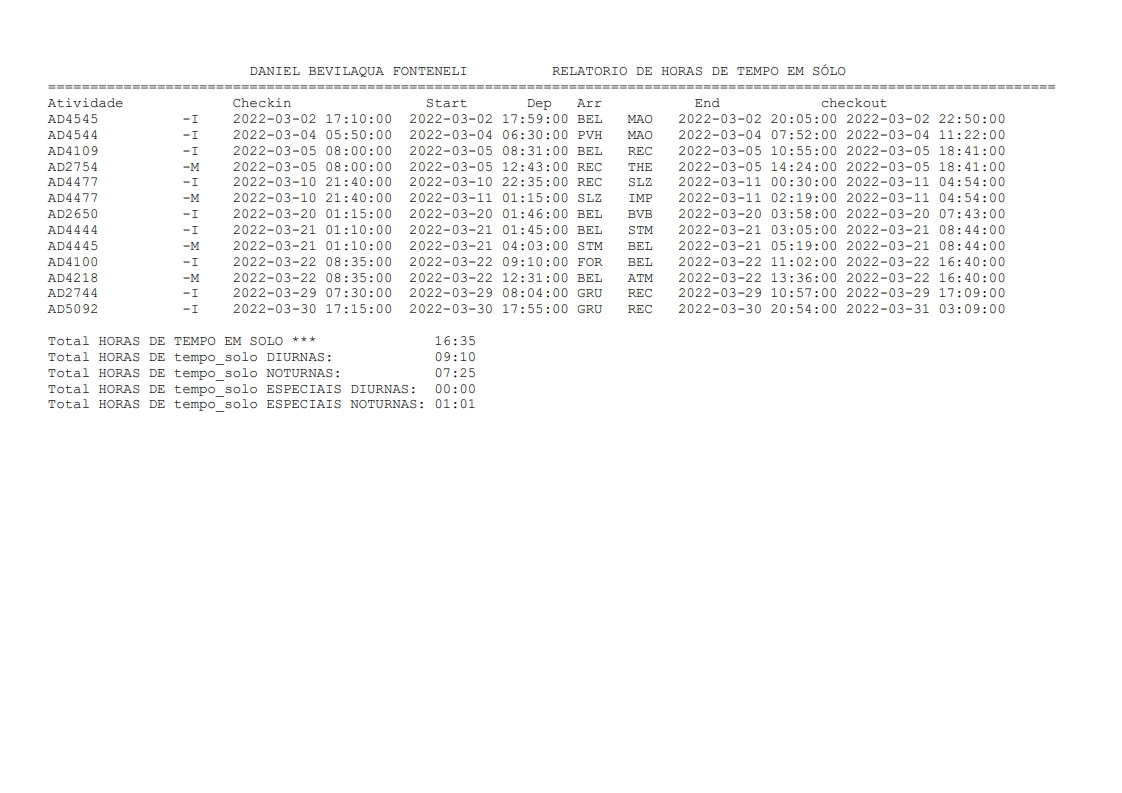 DANIEL BEVILAQUA FONTENELI          RELATORIO DE HORAS DE TEMPO EM SÓLO
========================================================================================================================
Atividade             Checkin                Start       Dep   Arr           End            checkout
AD4545          -I    2022-03-02 17:10:00  2022-03-02 17:59:00 BEL   MAO   2022-03-02 20:05:00 2022-03-02 22:50:00
AD4544          -I    2022-03-04 05:50:00  2022-03-04 06:30:00 PVH   MAO   2022-03-04 07:52:00 2022-03-04 11:22:00
AD4109          -I    2022-03-05 08:00:00  2022-03-05 08:31:00 BEL   REC   2022-03-05 10:55:00 2022-03-05 18:41:00
AD2754          -M    2022-03-05 08:00:00  2022-03-05 12:43:00 REC   THE   2022-03-05 14:24:00 2022-03-05 18:41:00
AD4477          -I    2022-03-10 21:40:00  2022-03-10 22:35:00 REC   SLZ   2022-03-11 00:30:00 2022-03-11 04:54:00
AD4477          -M    2022-03-10 21:40:00  2022-03-11 01:15:00 SLZ   IMP   2022-03-11 02:19:00 2022-03-11 04:54:00
AD2650          -I    2022-03-20 01:15:00  2022-03-20 01:46:00 BEL   BVB   2022-03-20 03:58:00 2022-03-20 07:43:00
AD4444          -I    2022-03-21 01:10:00  2022-03-21 01:45:00 BEL   STM   2022-03-21 03:05:00 2022-03-21 08:44:00
AD4445          -M    2022-03-21 01:10:00  2022-03-21 04:03:00 STM   BEL   2022-03-21 05:19:00 2022-03-21 08:44:00
AD4100          -I    2022-03-22 08:35:00  2022-03-22 09:10:00 FOR   BEL   2022-03-22 11:02:00 2022-03-22 16:40:00
AD4218          -M    2022-03-22 08:35:00  2022-03-22 12:31:00 BEL   ATM   2022-03-22 13:36:00 2022-03-22 16:40:00
AD2744          -I    2022-03-29 07:30:00  2022-03-29 08:04:00 GRU   REC   2022-03-29 10:57:00 2022-03-29 17:09:00
AD5092          -I    2022-03-30 17:15:00  2022-03-30 17:55:00 GRU   REC   2022-03-30 20:54:00 2022-03-31 03:09:00
Total HORAS DE TEMPO EM SOLO ***              16:35
Total HORAS DE tempo_solo DIURNAS:            09:10
Total HORAS DE tempo_solo NOTURNAS:           07:25
Total HORAS DE tempo_solo ESPECIAIS DIURNAS:  00:00
Total HORAS DE tempo_solo ESPECIAIS NOTURNAS: 01:01